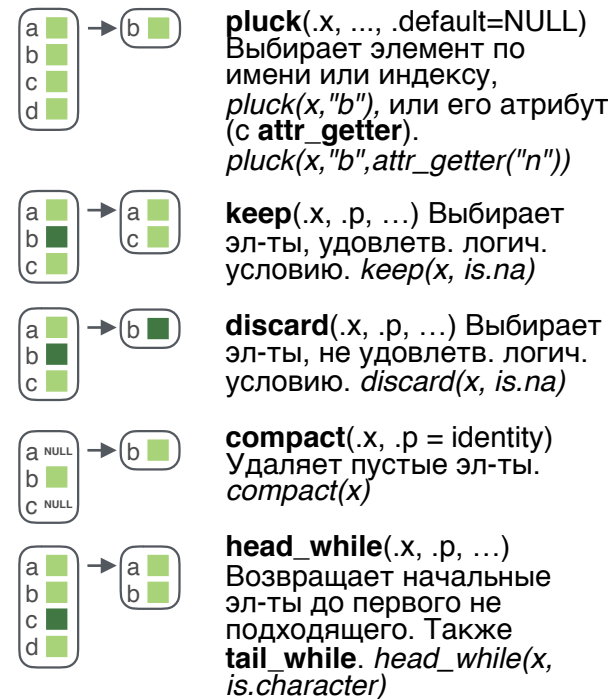 a b pluck(.x, ..., .default=NULL)
b Выбирает элемент по
c имени или индексу,
d pluck(x,"b"), или его атрибут
(с attr_getter).
pluck(x,"b",attr_getter("n"))
a a keep(.x, .p, …) Выбирает
b c эл-ты, удовлетв. логич.
c условию. keep(x, is.na)
a b discard(.x, .p, …) Выбирает
b эл-ты, не удовлетв. логич.
c условию. discard(x, is.na)
a NULL b compact(.x, .p = identity)
b Удаляет пустые эл-ты.
c NULL compact(x)
head_while(.x, .p, …)
a a Возвращает начальные
b b эл-ты до первого не
c подходящего. Также
d tail_while. head_while(x,
is.character)